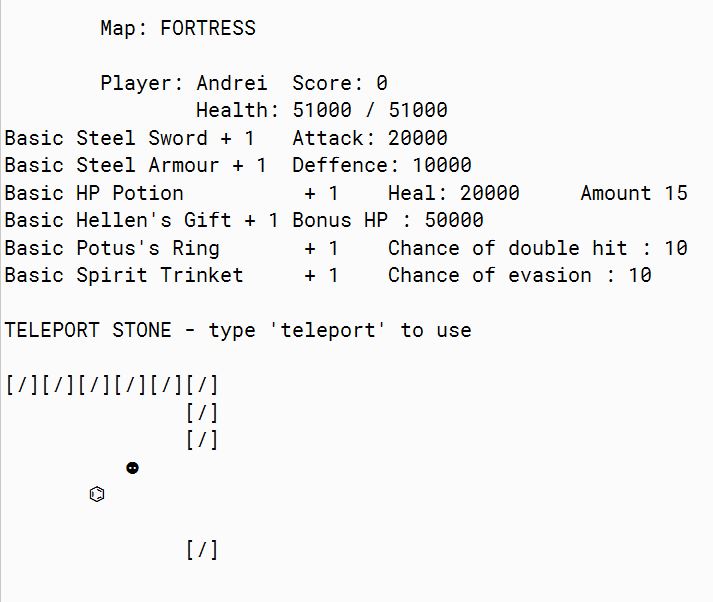 Map: FORTRESS
Player: Andrei  Score: 0
Health: 51000 / 51000
Basic Steel Sword + 1   Attack: 20000
Basic Steel Armour + 1  Deffence: 10000
Basic HP Potion          + 1    Heal: 20000     Amount 15
Basic Hellen's Gift + 1 Bonus HP : 50000
Basic Potus's Ring       + 1    Chance of double hit : 10
Basic Spirit Trinket     + 1    Chance of evasion : 10
TELEPORT STONE - type 'teleport' to use
[/][/][/][/][/][/]
[/]
[/]
⚉
⌬
[/]